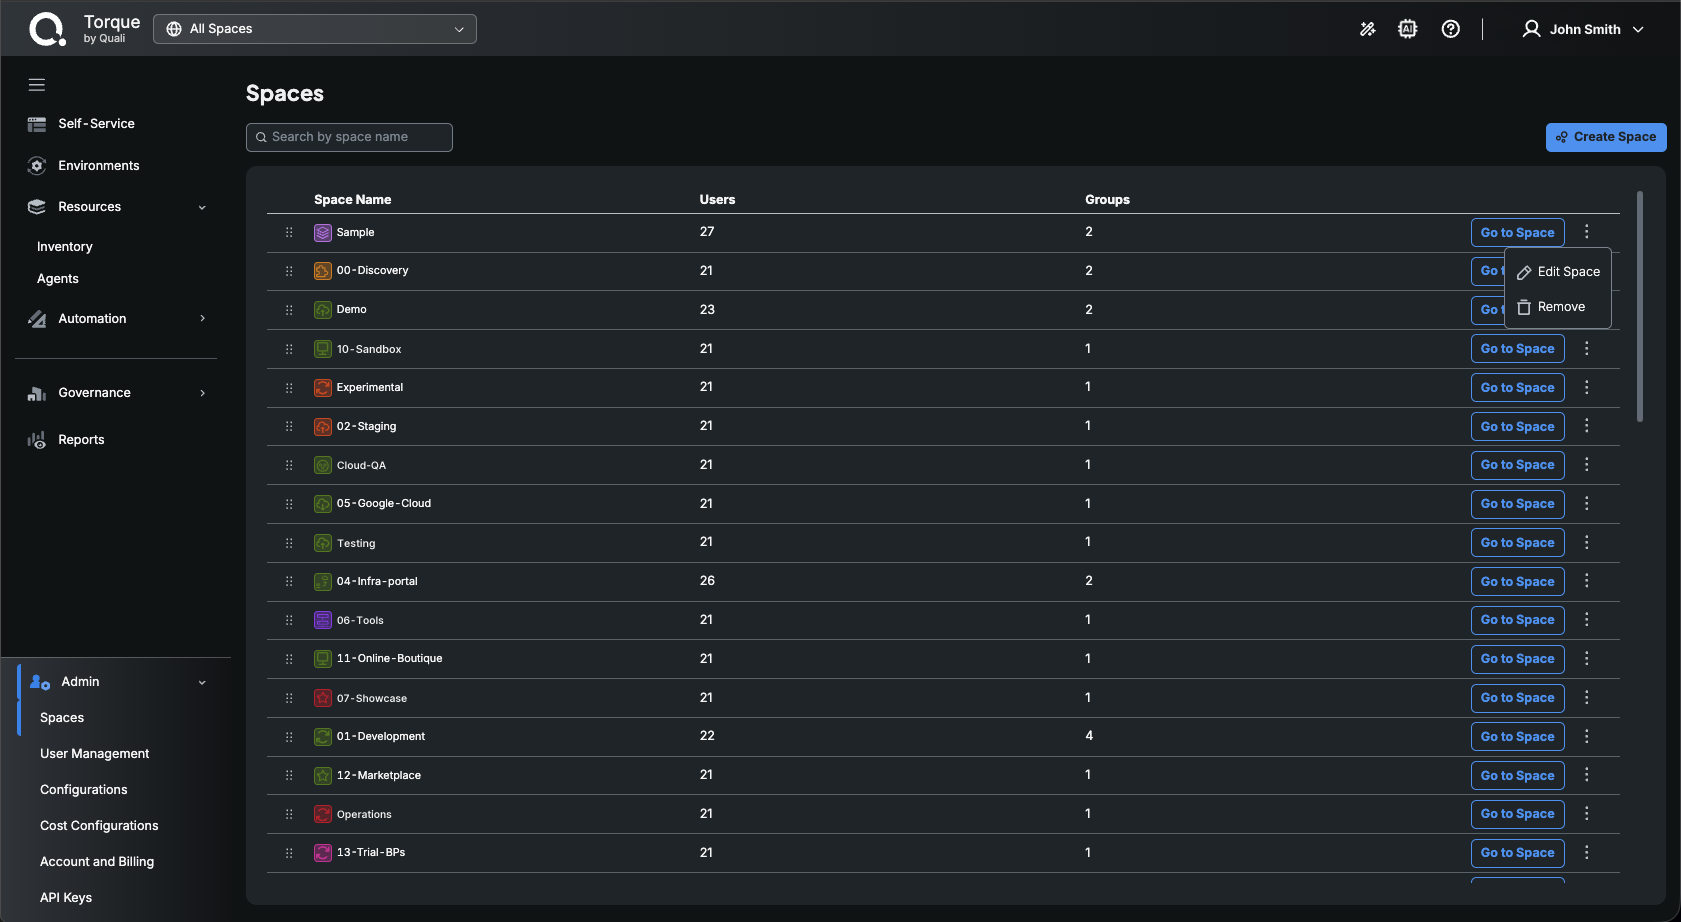 Torque
by Quali
All Spaces
AI
John Smith
Self-Service
Environments
Resources
Inventory
Agents
Automation
Governance
Reports
Admin
Spaces
User Management
Configurations
Cost Configurations
Account and Billing
API Keys
Spaces
Search by space name
Create Space
Space Name Users Groups
Sample 27 2 Go to Space
00-Discovery 21 2 Go t
Edit Space
Demo 23 2 Go t
Remove
10-Sandbox 21 1 Go to Space
Experimental 21 1 Go to Space
02-Staging 21 1 Go to Space
Cloud-QA 21 1 Go to Space
05-Google-Cloud 21 1 Go to Space
Testing 21 1 Go to Space
04-Infra-portal 26 2 Go to Space
06-Tools 21 1 Go to Space
11-Online-Boutique 21 1 Go to Space
07-Showcase 21 1 Go to Space
01-Development 22 4 Go to Space
12-Marketplace 21 1 Go to Space
Operations 21 1 Go to Space
13-Trial-BPs 21 1 Go to Space